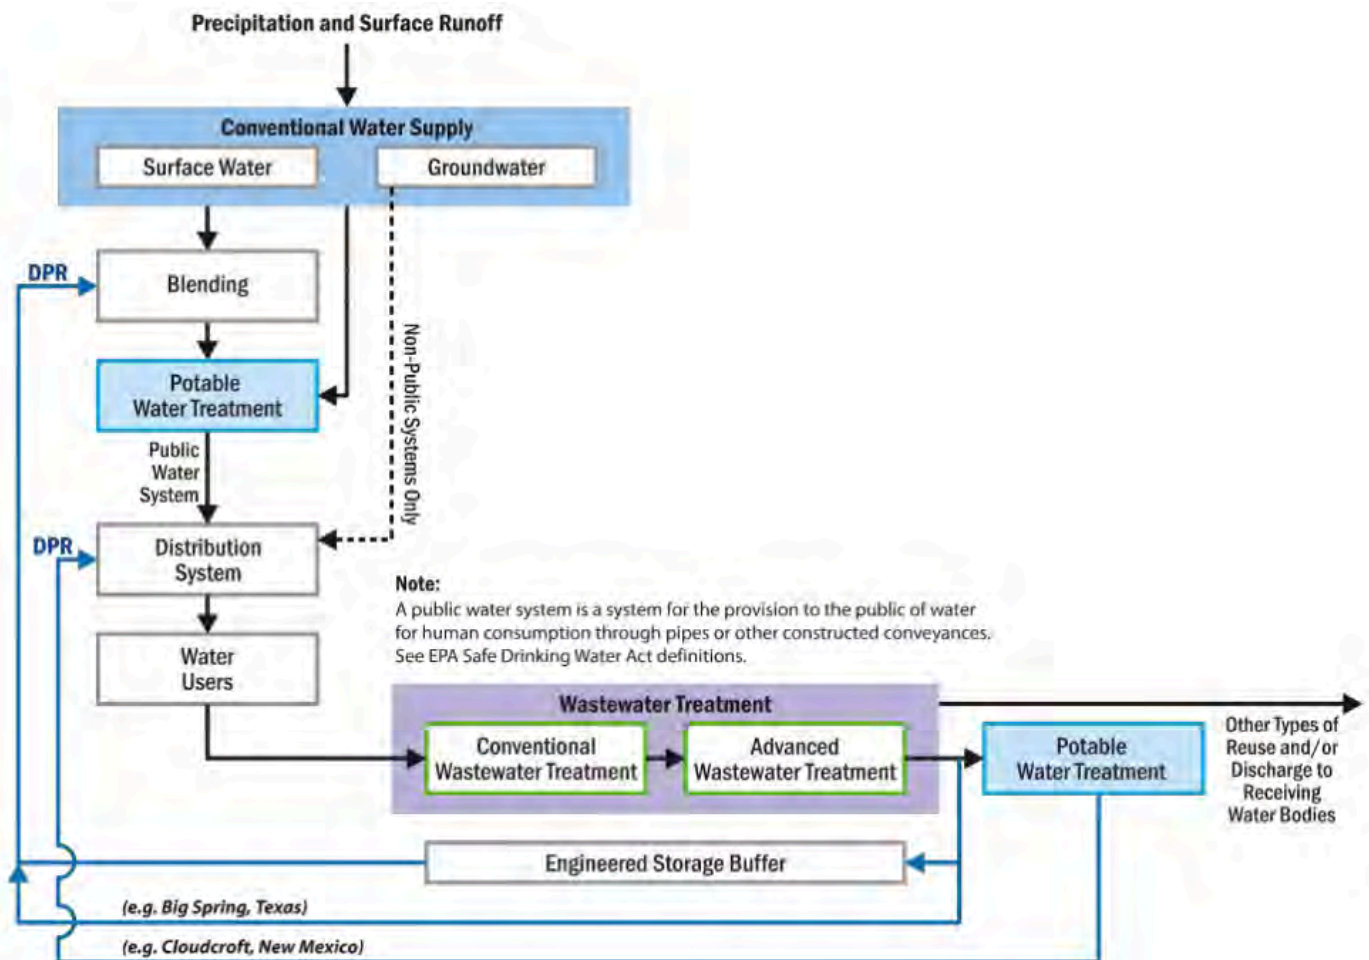 Precipitation and Surface Runoff
Conventional Water Supply
Surface Water
Groundwater
DPR
Blending
Non-Public Systems Only
Potable
Water Treatment
Public
Water
System
DPR
Distribution
System
Note:
A public water system is a system for the provision to the public of water
for human consumption through pipes or other constructed conveyances.
See EPA Safe Drinking Water Act definitions.
Water
Users
Wastewater Treatment
Conventional
Wastewater Treatment
Advanced
Wastewater Treatment
Potable
Water Treatment
Other Types of
Reuse and/or
Discharge to
Receiving
Water Bodies
Engineered Storage Buffer
(e.g. Big Spring, Texas)
(e.g. Cloudcroft, New Mexico)